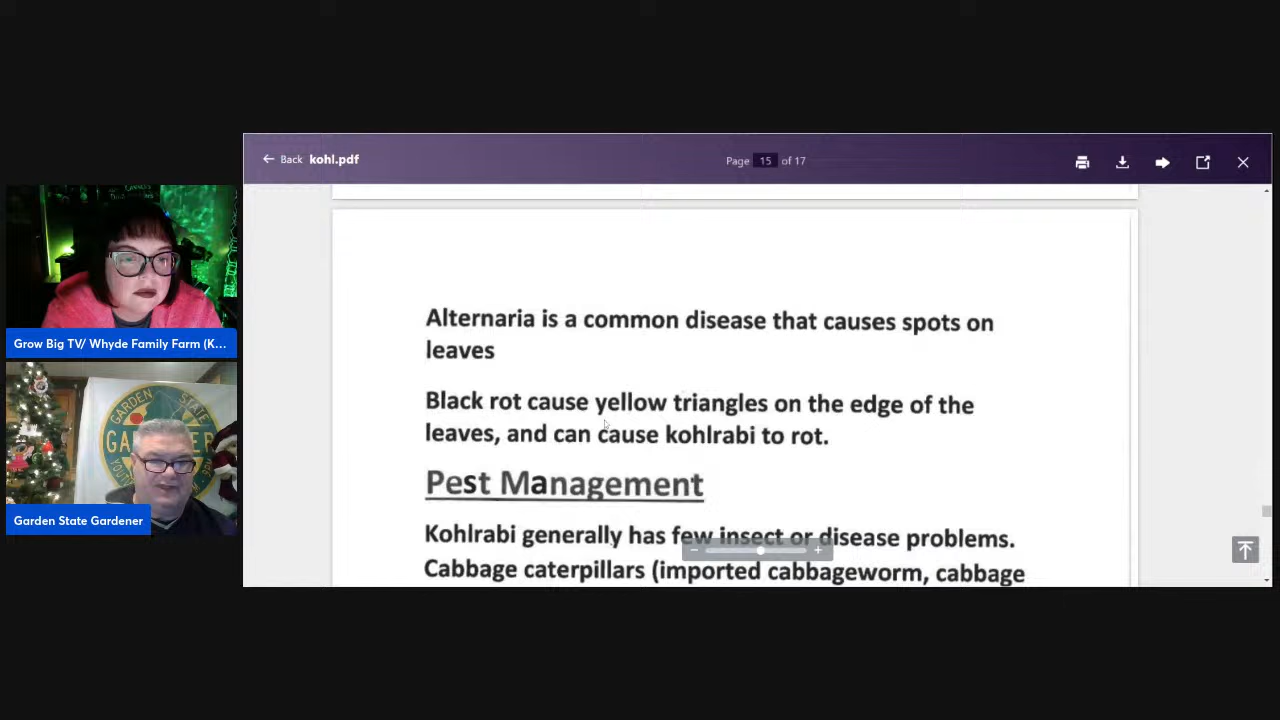 Back kohl.pdf
Page 15 of 17
Alternaria is a common disease that causes spots on
leaves
Black rot cause yellow triangles on the edge of the
leaves, and can cause kohlrabi to rot.
Pest Management
Kohlrabi generally has few insect or disease problems.
Cabbage caterpillars (imported cabbageworm, cabbage
Grow Big TV/ Whyde Family Farm (K...
GARDEN STATE
GARDENER
Garden State Gardener